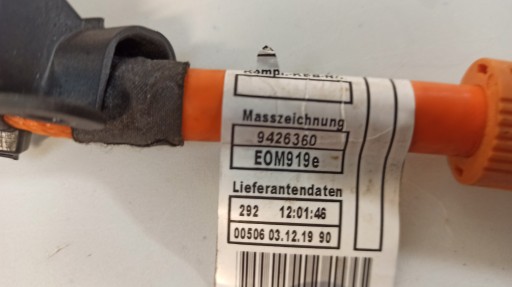 Masszeichnung
9426360
EOM919e
Lieferantendaten
292 12:01:46
00506 03.12.19 90